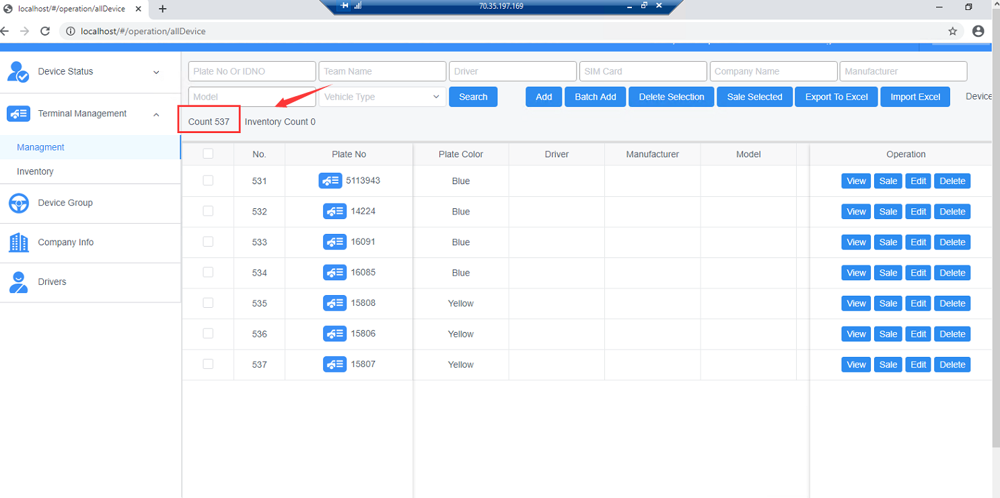 localhost/#/operation/allDevice
70.35.197.169
localhost/#/operation/allDevice
Device Status
Terminal Management
Managment
Inventory
Device Group
Company Info
Drivers
Plate No Or IDNO Team Name Driver SIM Card Company Name Manufacturer
Model Vehicle Type Search Add Batch Add Delete Selection Sale Selected Export To Excel Import Excel Device
Count 537 Inventory Count 0
No. Plate No Plate Color Driver Manufacturer Model Operation
531 5113943 Blue View Sale Edit Delete
532 14224 Blue View Sale Edit Delete
533 16091 Blue View Sale Edit Delete
534 16085 Blue View Sale Edit Delete
535 15808 Yellow View Sale Edit Delete
536 15806 Yellow View Sale Edit Delete
537 15807 Yellow View Sale Edit Delete